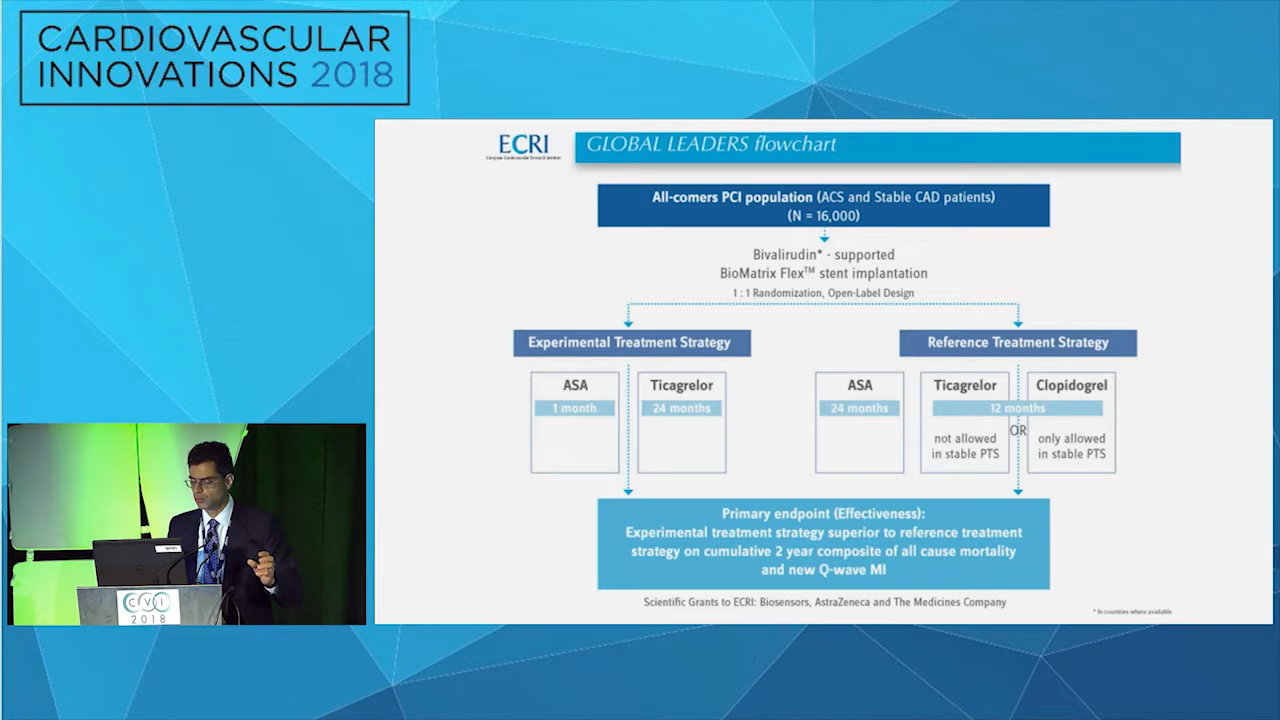 CARDIOVASCULAR
INNOVATIONS 2018
ECRI
European Cardiovascular Research Institute
GLOBAL LEADERS flowchart
All-comers PCI population (ACS and Stable CAD patients)
(N = 16,000)
Bivalirudin* - supported
BioMatrix Flex™ stent implantation
1 : 1 Randomization, Open-Label Design
Experimental Treatment Strategy
Reference Treatment Strategy
ASA
1 month
Ticagrelor
24 months
ASA
24 months
Ticagrelor
Clopidogrel
12 months
OR
not allowed
in stable PTS
only allowed
in stable PTS
Primary endpoint (Effectiveness):
Experimental treatment strategy superior to reference treatment
strategy on cumulative 2 year composite of all cause mortality
and new Q-wave MI
Scientific Grants to ECRI: Biosensors, AstraZeneca and The Medicines Company
* In countries where available
CVI
2018